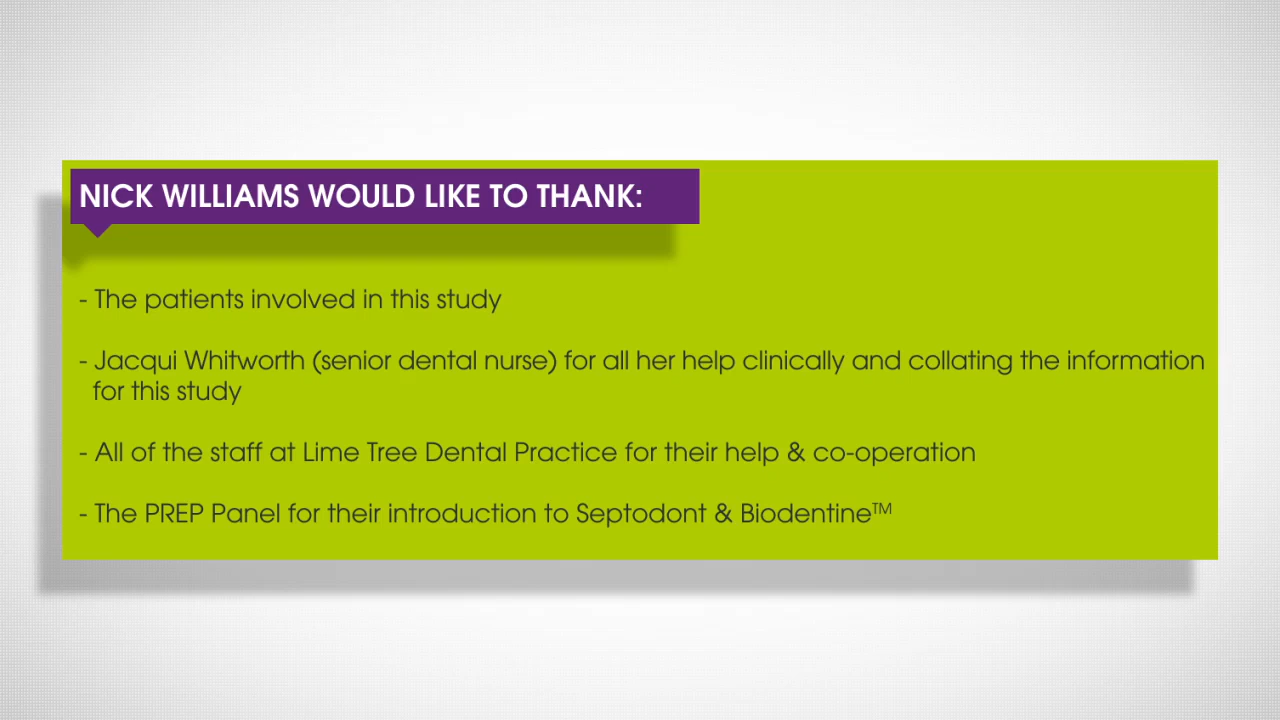 NICK WILLIAMS WOULD LIKE TO THANK:
- The patients involved in this study
- Jacqui Whitworth (senior dental nurse) for all her help clinically and collating the information
for this study
- All of the staff at Lime Tree Dental Practice for their help & co-operation
- The PREP Panel for their introduction to Septodont & Biodentine™